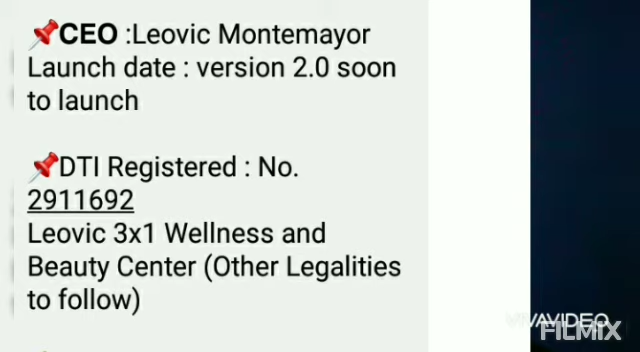 📌CEO :Leovic Montemayor
Launch date : version 2.0 soon
to launch
📌DTI Registered : No.
2911692
Leovic 3x1 Wellness and
Beauty Center (Other Legalities
to follow)
VIVAVIDEO
FILMIX